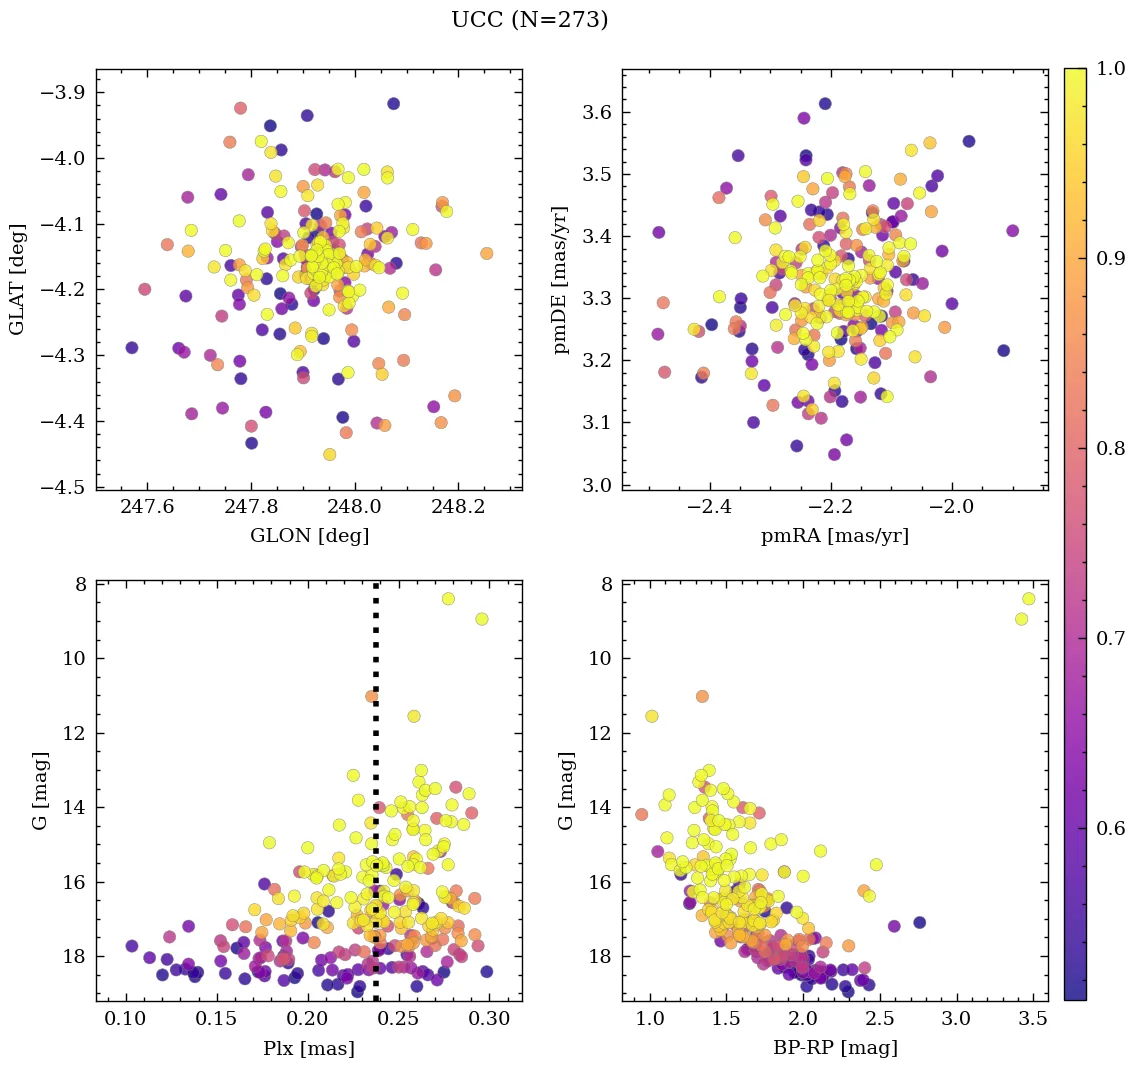 UCC (N=273)
−3.9
−4.0
−4.1
−4.2
−4.3
−4.4
−4.5
GLAT [deg]
247.6 247.8 248.0 248.2
GLON [deg]
3.6
3.5
3.4
3.3
3.2
3.1
3.0
pmDE [mas/yr]
−2.4 −2.2 −2.0
pmRA [mas/yr]
8
10
12
14
16
18
G [mag]
0.10 0.15 0.20 0.25 0.30
Plx [mas]
8
10
12
14
16
18
G [mag]
1.0 1.5 2.0 2.5 3.0 3.5
BP-RP [mag]
1.0
0.9
0.8
0.7
0.6